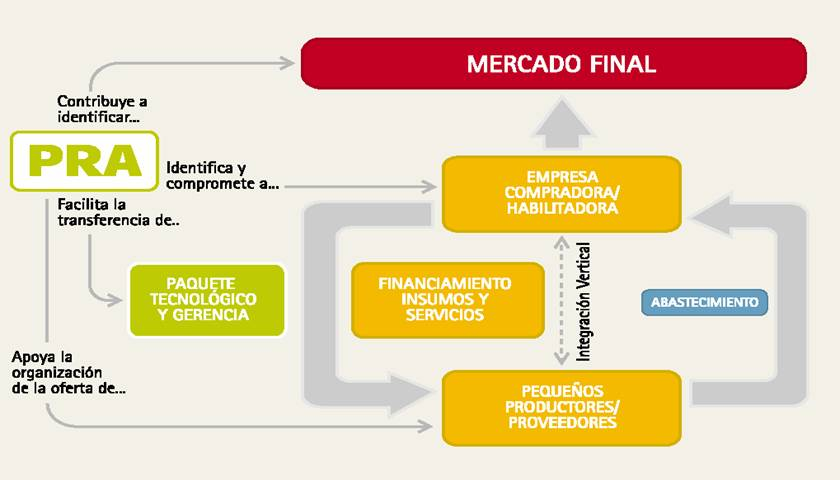 MERCADO FINAL
Contribuye a
identificar...
PRA
Identifica y
compromete a...
EMPRESA
COMPRADORA/
HABILITADORA
Facilita la
transferencia de..
PAQUETE
TECNOLÓGICO
Y GERENCIA
FINANCIAMIENTO
INSUMOS Y
SERVICIOS
Integración Vertical
ABASTECIMIENTO
Apoya la
organización
de la oferta de...
PEQUEÑOS
PRODUCTORES/
PROVEEDORES